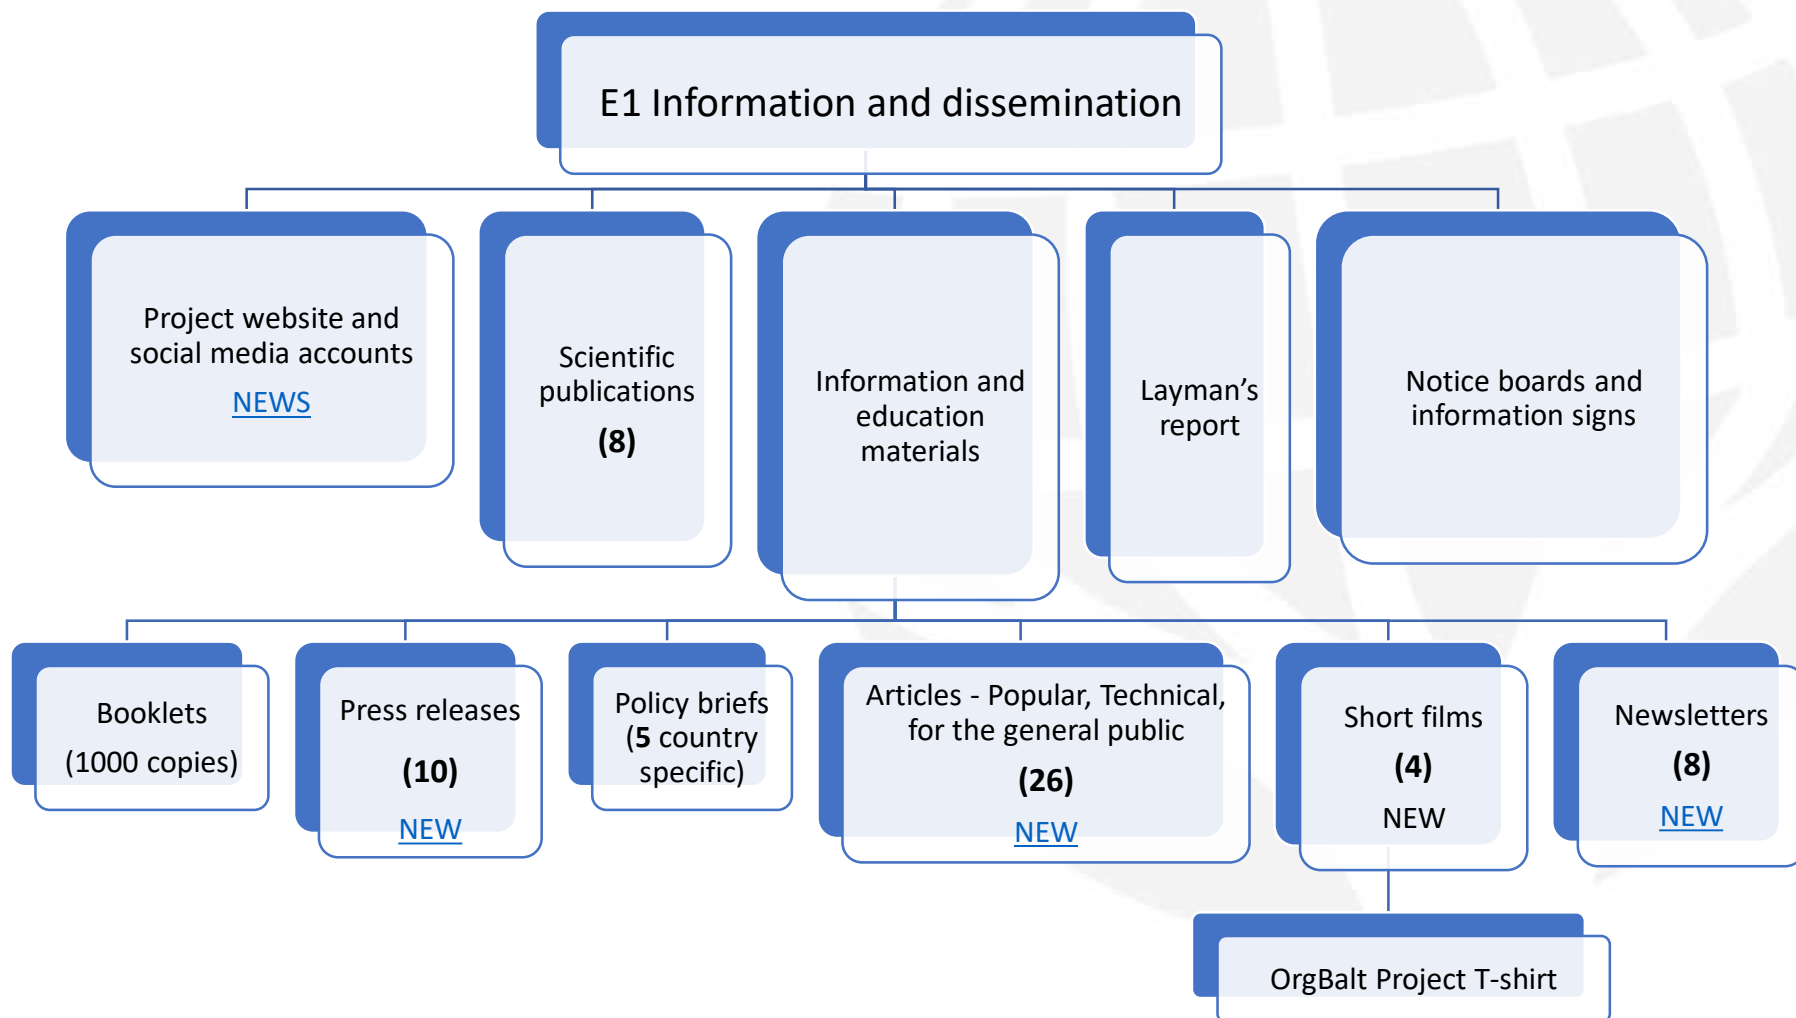 E1 Information and dissemination
Project website and
social media accounts
NEWS
Scientific
publications
(8)
Information and
education
materials
Layman’s
report
Notice boards and
information signs
Booklets
(1000 copies)
Press releases
(10)
NEW
Policy briefs
(5 country
specific)
Articles - Popular, Technical,
for the general public
(26)
NEW
Short films
(4)
NEW
Newsletters
(8)
NEW
OrgBalt Project T-shirt